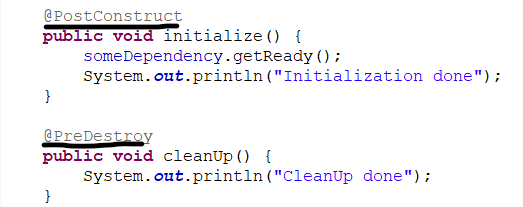 @PostConstruct
public void initialize() {
someDependency.getReady();
System.out.println("Initialization done");
}
@PreDestroy
public void cleanUp() {
System.out.println("CleanUp done");
}